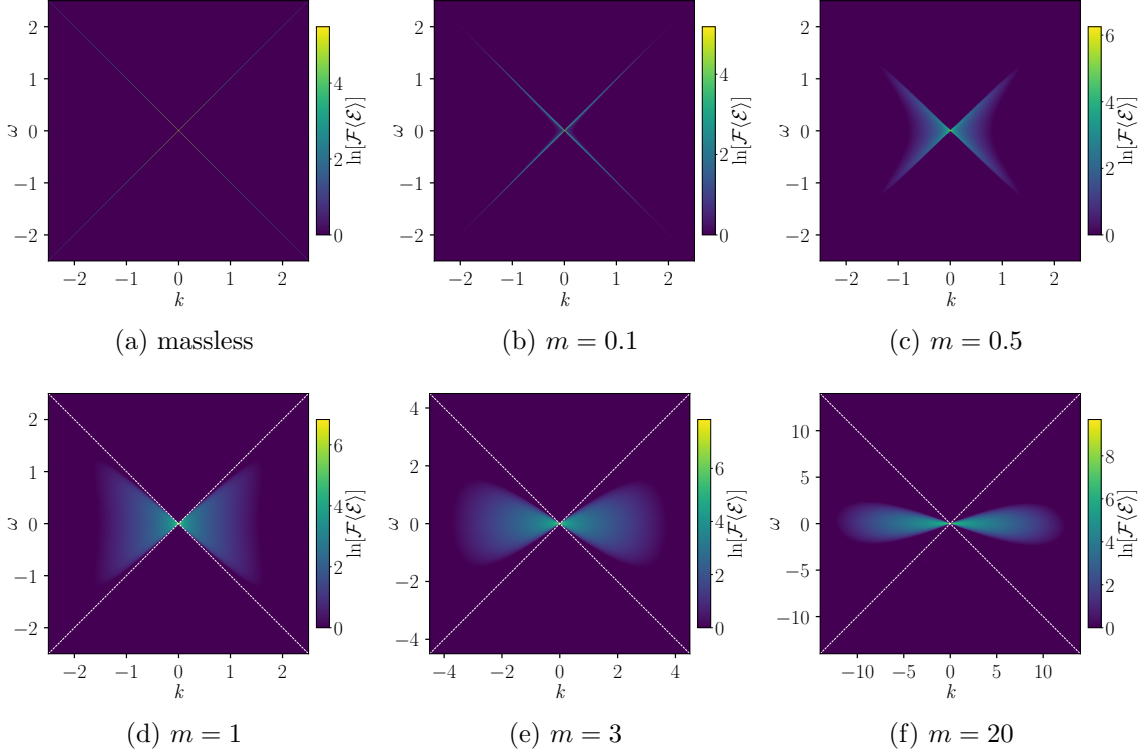 2
1
0
−1
−2
ω
−2 −1 0 1 2
k
4
2
0
ln[ℱ⟨ℰ⟩]
(a) massless
2
1
0
−1
−2
ω
−2 −1 0 1 2
k
4
2
0
ln[ℱ⟨ℰ⟩]
(b) m = 0.1
2
1
0
−1
−2
ω
−2 −1 0 1 2
k
6
5
4
3
2
1
0
ln[ℱ⟨ℰ⟩]
(c) m = 0.5
2
1
0
−1
−2
ω
−2 −1 0 1 2
k
6
4
2
0
ln[ℱ⟨ℰ⟩]
(d) m = 1
4
2
0
−2
−4
ω
−4 −2 0 2 4
k
6
4
2
0
ln[ℱ⟨ℰ⟩]
(e) m = 3
10
5
0
−5
−10
ω
−10 −5 0 5 10
k
8
6
4
2
0
ln[ℱ⟨ℰ⟩]
(f) m = 20